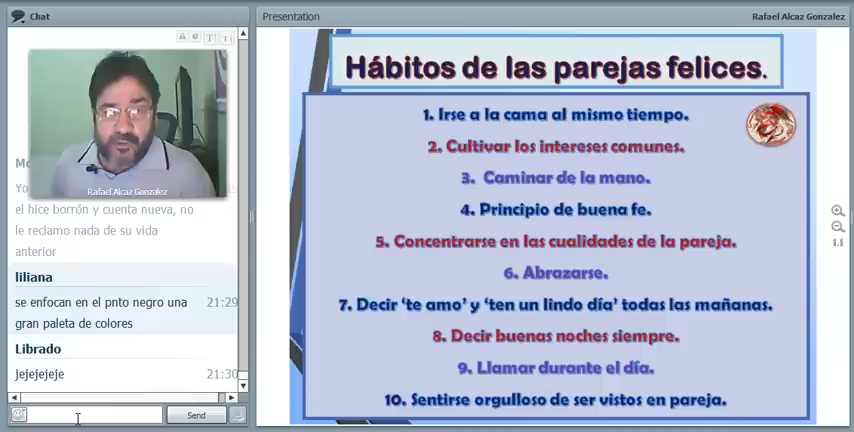 Chat
Mo
Yo
el hice borrón y cuenta nueva, no
le reclamo nada de su vida
anterior
liliana
se enfocan en el pnto negro una 21:29
gran paleta de colores
Librado
jejejejeje 21:30
Send
Rafael Alcaz Gonzalez
Presentation
Rafael Alcaz Gonzalez
Hábitos de las parejas felices.
1. Irse a la cama al mismo tiempo.
2. Cultivar los intereses comunes.
3. Caminar de la mano.
4. Principio de buena fe.
5. Concentrarse en las cualidades de la pareja.
6. Abrazarse.
7. Decir ‘te amo’ y ‘ten un lindo día’ todas las mañanas.
8. Decir buenas noches siempre.
9. Llamar durante el día.
10. Sentirse orgulloso de ser vistos en pareja.
1:1